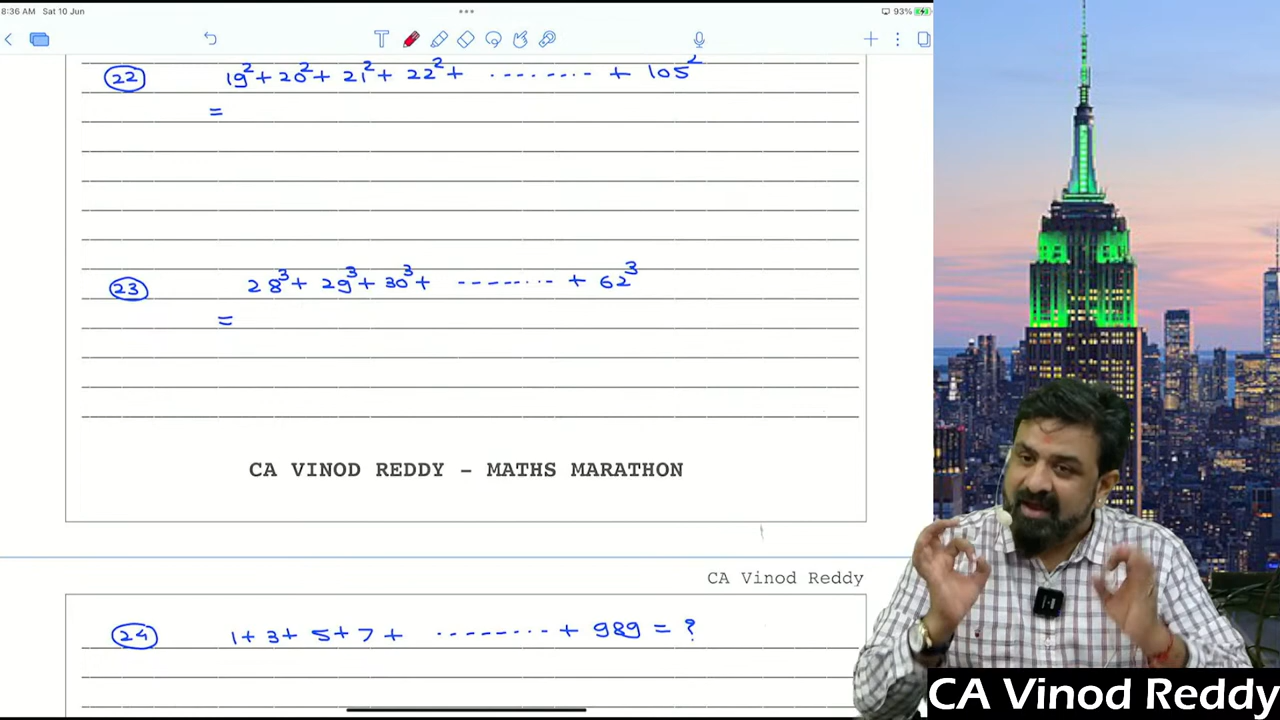 8:36 AM Sat 10 Jun
93%
22 19² + 20² + 21² + 22² + .......... + 105²
=
23 28³ + 29³ + 30³ + ---------- + 62³
=
CA VINOD REDDY – MATHS MARATHON
CA Vinod Reddy
24 1 + 3 + 5 + 7 + .......... + 989 = ?
CA Vinod Reddy